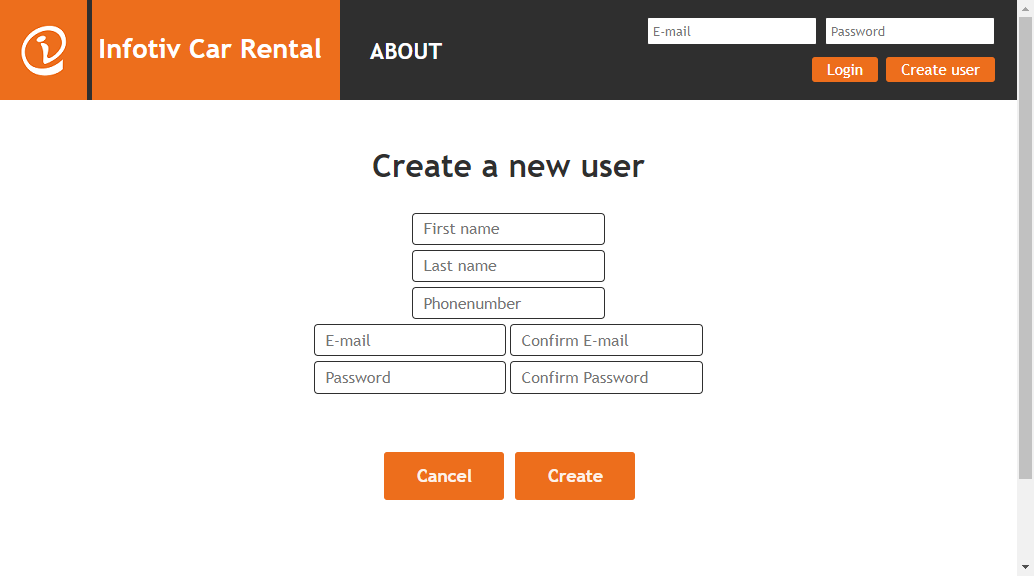 Infotiv Car Rental
ABOUT
E-mail Password
Login Create user
Create a new user
First name
Last name
Phonenumber
E-mail Confirm E-mail
Password Confirm Password
Cancel Create